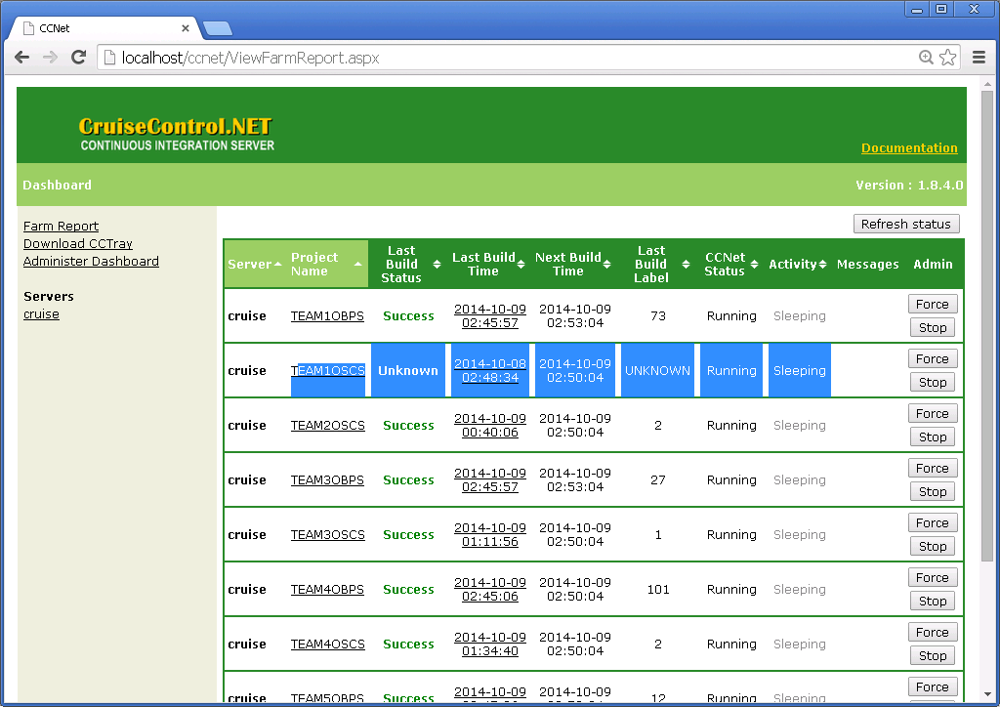 CCNet
localhost/ccnet/ViewFarmReport.aspx
CruiseControl.NET
CONTINUOUS INTEGRATION SERVER
Documentation
Dashboard
Version : 1.8.4.0
Farm Report
Download CCTray
Administer Dashboard
Servers
cruise
Refresh status
Server
Project
Name
Last
Build
Status
Last Build
Time
Next Build
Time
Last
Build
Label
CCNet
Status
Activity
Messages
Admin
cruise
TEAM1OBPS
Success
2014-10-09
02:45:57
2014-10-09
02:53:04
73
Running
Sleeping
Force
Stop
cruise
TEAM1OSCS
Unknown
2014-10-08
02:48:34
2014-10-09
02:50:04
UNKNOWN
Running
Sleeping
Force
Stop
cruise
TEAM2OSCS
Success
2014-10-09
00:40:06
2014-10-09
02:50:04
2
Running
Sleeping
Force
Stop
cruise
TEAM3OBPS
Success
2014-10-09
02:45:57
2014-10-09
02:53:04
27
Running
Sleeping
Force
Stop
cruise
TEAM3OSCS
Success
2014-10-09
01:11:56
2014-10-09
02:50:04
1
Running
Sleeping
Force
Stop
cruise
TEAM4OBPS
Success
2014-10-09
02:45:06
2014-10-09
02:50:04
101
Running
Sleeping
Force
Stop
cruise
TEAM4OSCS
Success
2014-10-09
01:34:40
2014-10-09
02:50:04
2
Running
Sleeping
Force
Stop
cruise
TEAM5OBPS
Success
2014-10-09
2014-10-09
12
Running
Sleeping
Force